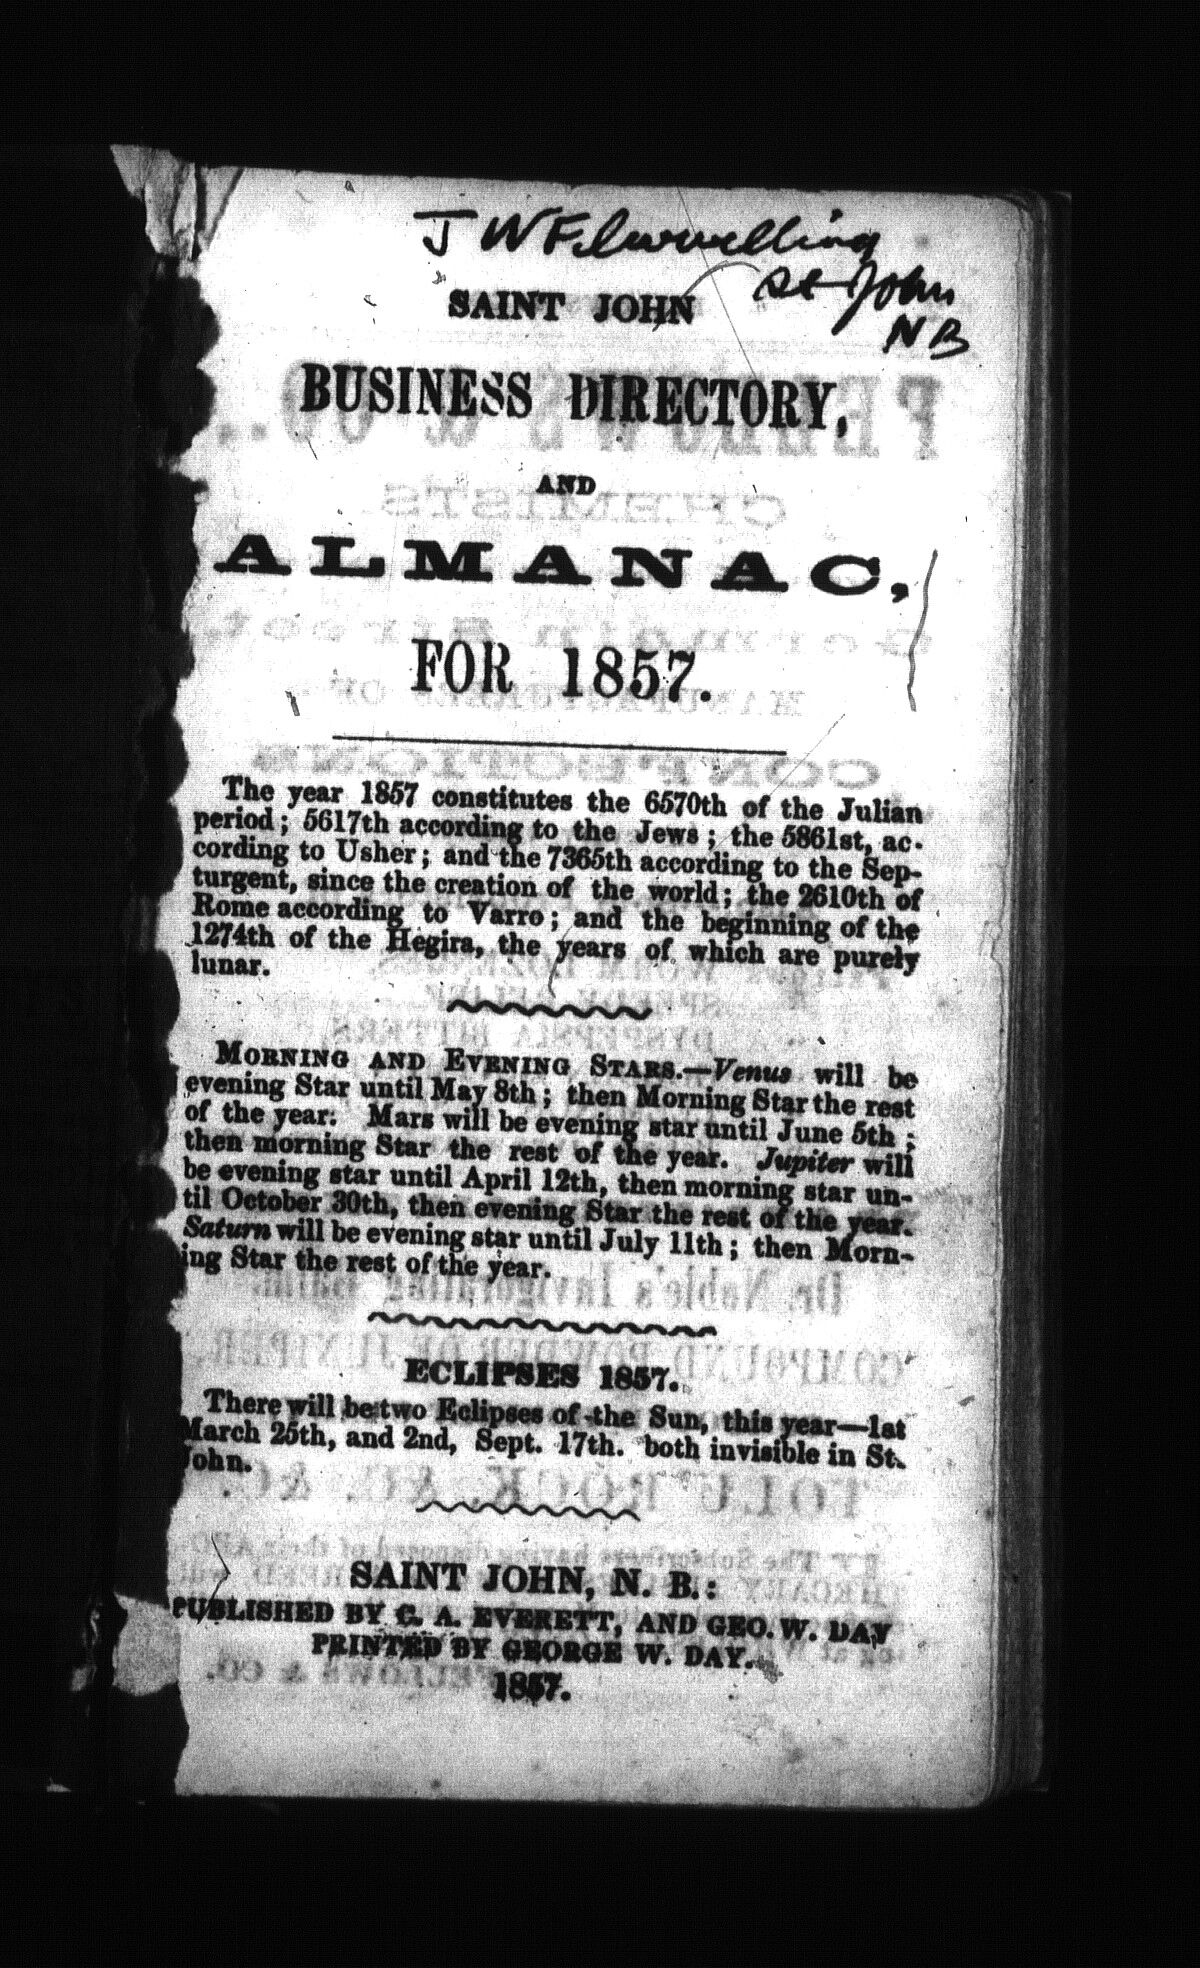 J W F
St John
N B
SAINT JOHN
BUSINESS DIRECTORY,
AND
ALMANAC,
FOR 1857.
The year 1857 constitutes the 6570th of the Julian
period; 5617th according to the Jews; the 5861st, ac-
cording to Usher; and the 7365th according to the Sep-
turgent, since the creation of the world; the 2610th of
Rome according to Varro; and the beginning of the
1274th of the Hegira, the years of which are purely
lunar.
MORNING AND EVENING STARS.—Venus will be
evening Star until May 8th; then Morning Star the rest
of the year. Mars will be evening star until June 5th;
then morning Star the rest of the year. Jupiter will
be evening star until April 12th, then morning star un-
til October 30th, then evening Star the rest of the year.
Saturn will be evening star until July 11th; then Morn-
ing Star the rest of the year.
ECLIPSES 1857.
There will be two Eclipses of the Sun, this year—1st
March 25th, and 2nd, Sept. 17th. both invisible in St.
John.
SAINT JOHN, N. B.:
PUBLISHED BY C. A. EVERETT, AND GEO. W. DAY
PRINTED BY GEORGE W. DAY.
1857.